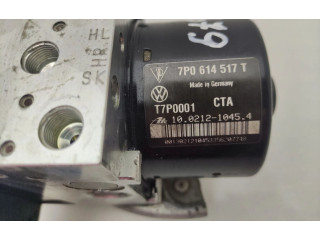 HL
SK
7P0 614 517 T
Made in Germany
T7P0001 CTA
10.0212-1045.4